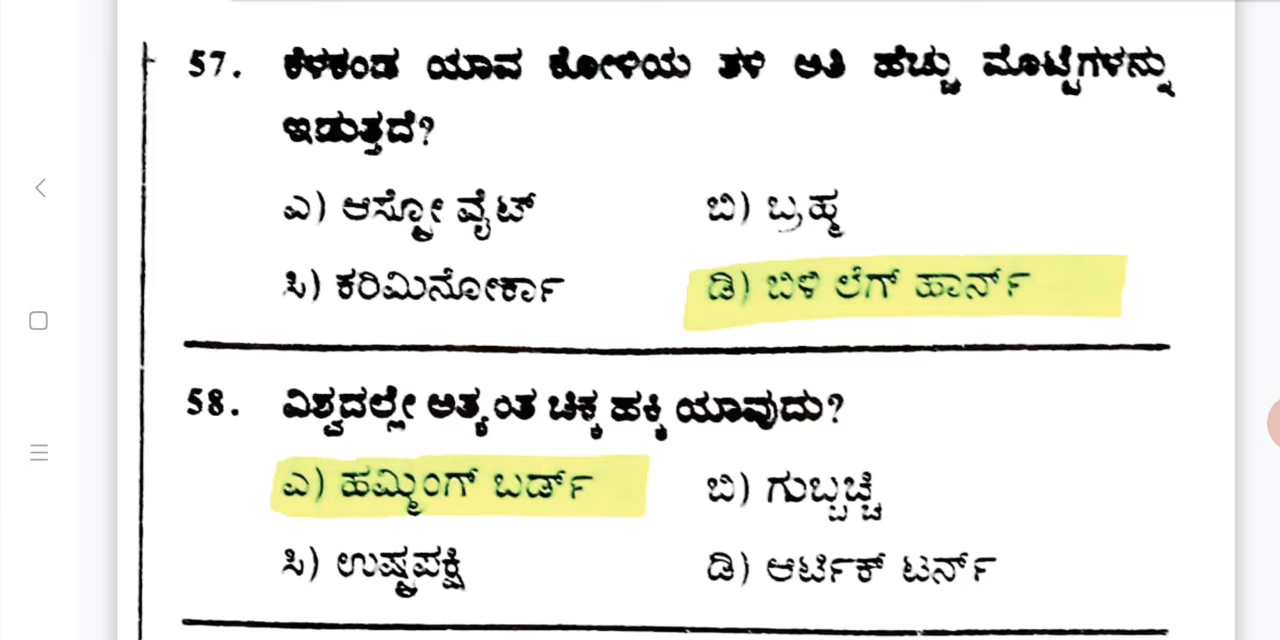 57. ಕೆಳಕಂಡ ಯಾವ ಕೋಳಿಯ ತಳಿ ಅತಿ ಹೆಚ್ಚು ಮೊಟ್ಟೆಗಳನ್ನು
ಇಡುತ್ತದೆ?
ಎ) ಆಸ್ಟ್ರೋ ವೈಟ್ ಬಿ) ಬ್ರಹ್ಮ
ಸಿ) ಕರಿಮಿನೋರ್ಕಾ ಡಿ) ಬಿಳಿ ಲೆಗ್ ಹಾರ್ನ್
58. ವಿಶ್ವದಲ್ಲೇ ಅತ್ಯಂತ ಚಿಕ್ಕ ಹಕ್ಕಿ ಯಾವುದು?
ಎ) ಹಮ್ಮಿಂಗ್ ಬರ್ಡ್ ಬಿ) ಗುಬ್ಬಚ್ಚಿ
ಸಿ) ಉಷ್ಟ್ರಪಕ್ಷಿ ಡಿ) ಆರ್ಟಿಕ್ ಟರ್ನ್